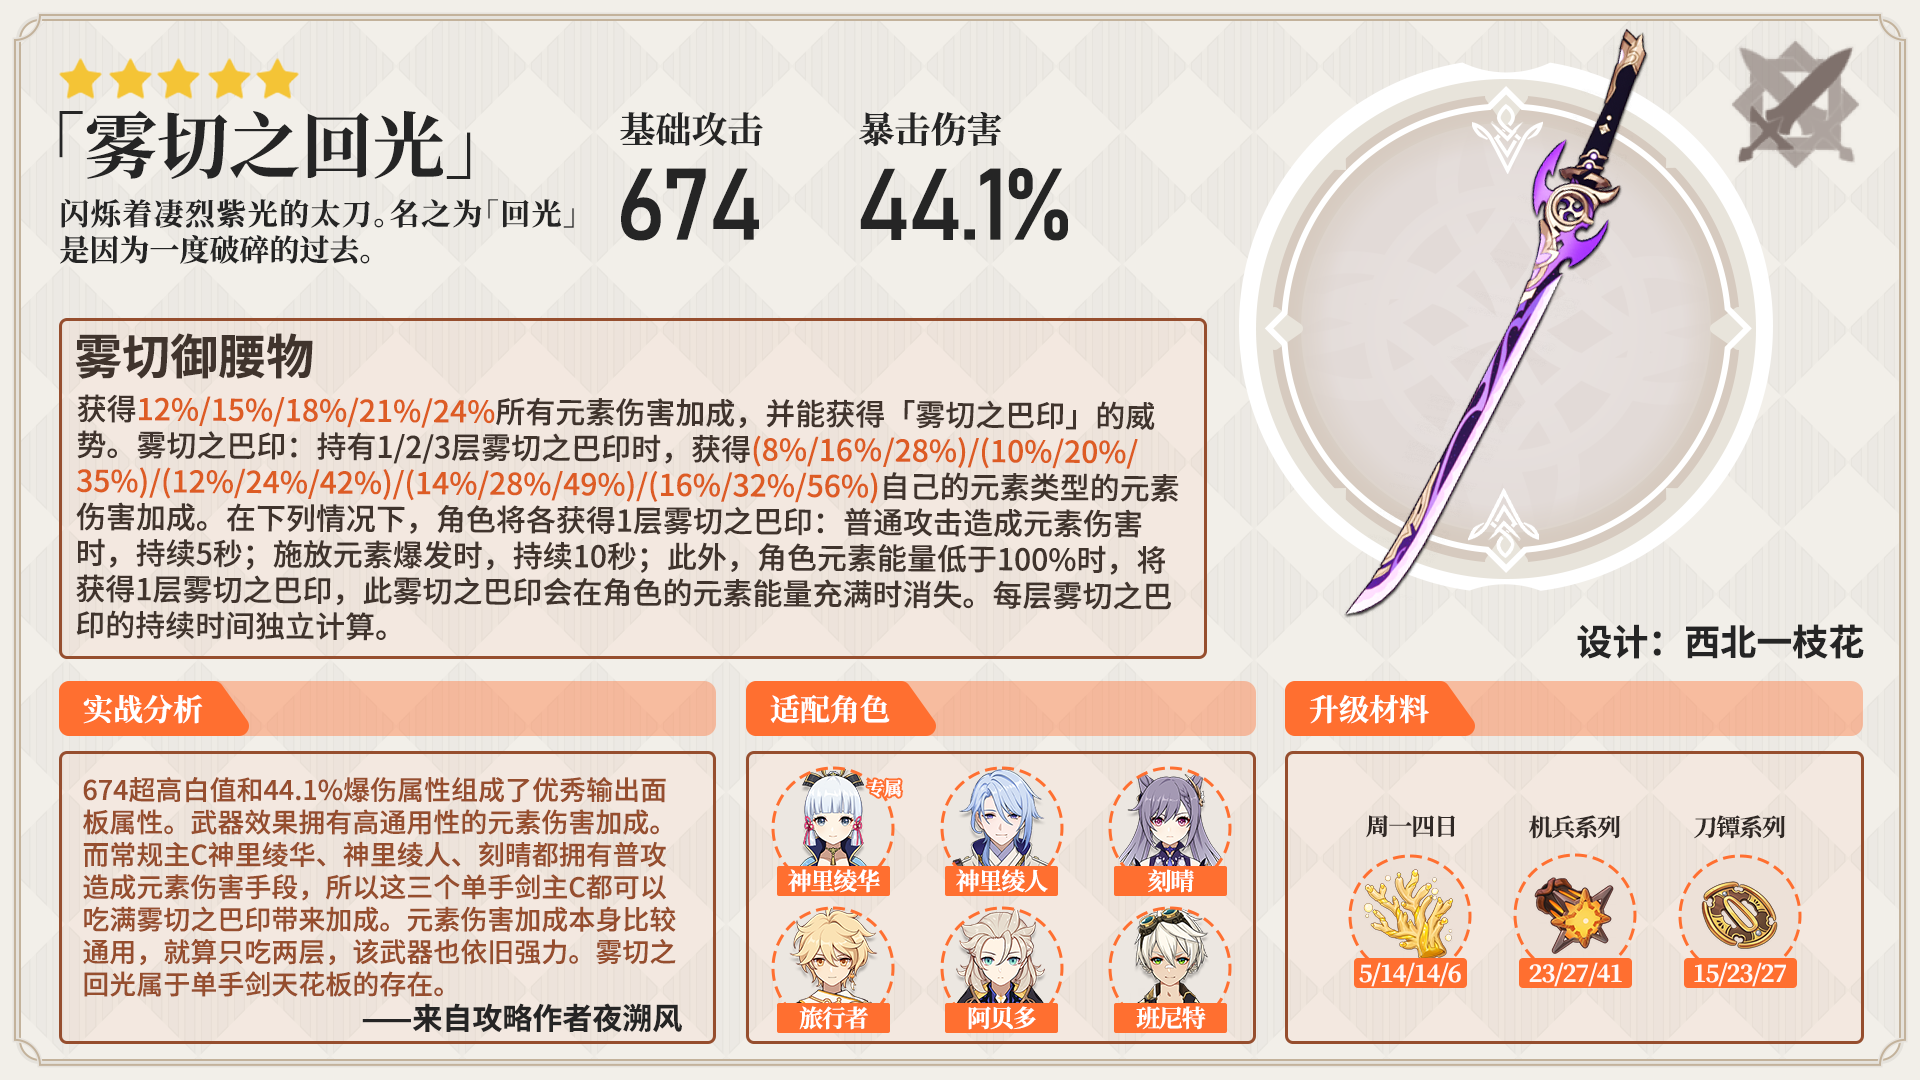 「雾切之回光」
闪烁着凄烈紫光的太刀。名之为「回光」
是因为一度破碎的过去。
基础攻击
674
暴击伤害
44.1%
雾切御腰物
获得12%/15%/18%/21%/24%所有元素伤害加成，并能获得「雾切之巴印」的威
势。雾切之巴印：持有1/2/3层雾切之巴印时，获得(8%/16%/28%)/(10%/20%/
35%)/(12%/24%/42%)/(14%/28%/49%)/(16%/32%/56%)自己的元素类型的元素
伤害加成。在下列情况下，角色将各获得1层雾切之巴印：普通攻击造成元素伤害
时，持续5秒；施放元素爆发时，持续10秒；此外，角色元素能量低于100%时，将
获得1层雾切之巴印，此雾切之巴印会在角色的元素能量充满时消失。每层雾切之巴
印的持续时间独立计算。
设计：西北一枝花
实战分析
674超高白值和44.1%爆伤属性组成了优秀输出面
板属性。武器效果拥有高通用性的元素伤害加成。
而常规主C神里绫华、神里绫人、刻晴都拥有普攻
造成元素伤害手段，所以这三个单手剑主C都可以
吃满雾切之巴印带来加成。元素伤害加成本身比较
通用，就算只吃两层，该武器也依旧强力。雾切之
回光属于单手剑天花板的存在。
——来自攻略作者夜溯风
适配角色
专属
神里绫华
神里绫人
刻晴
旅行者
阿贝多
班尼特
升级材料
周一四日
机兵系列
刀镡系列
5/14/14/6
23/27/41
15/23/27